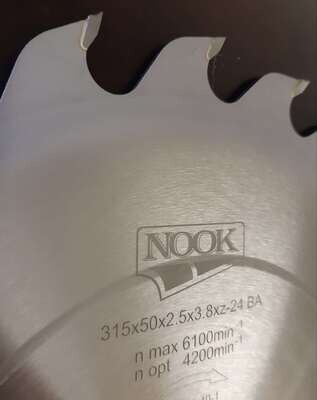 NOOK
315x50x2.5x3.8xz-24 BA
n max 6100min⁻¹
n opt 4200min⁻¹